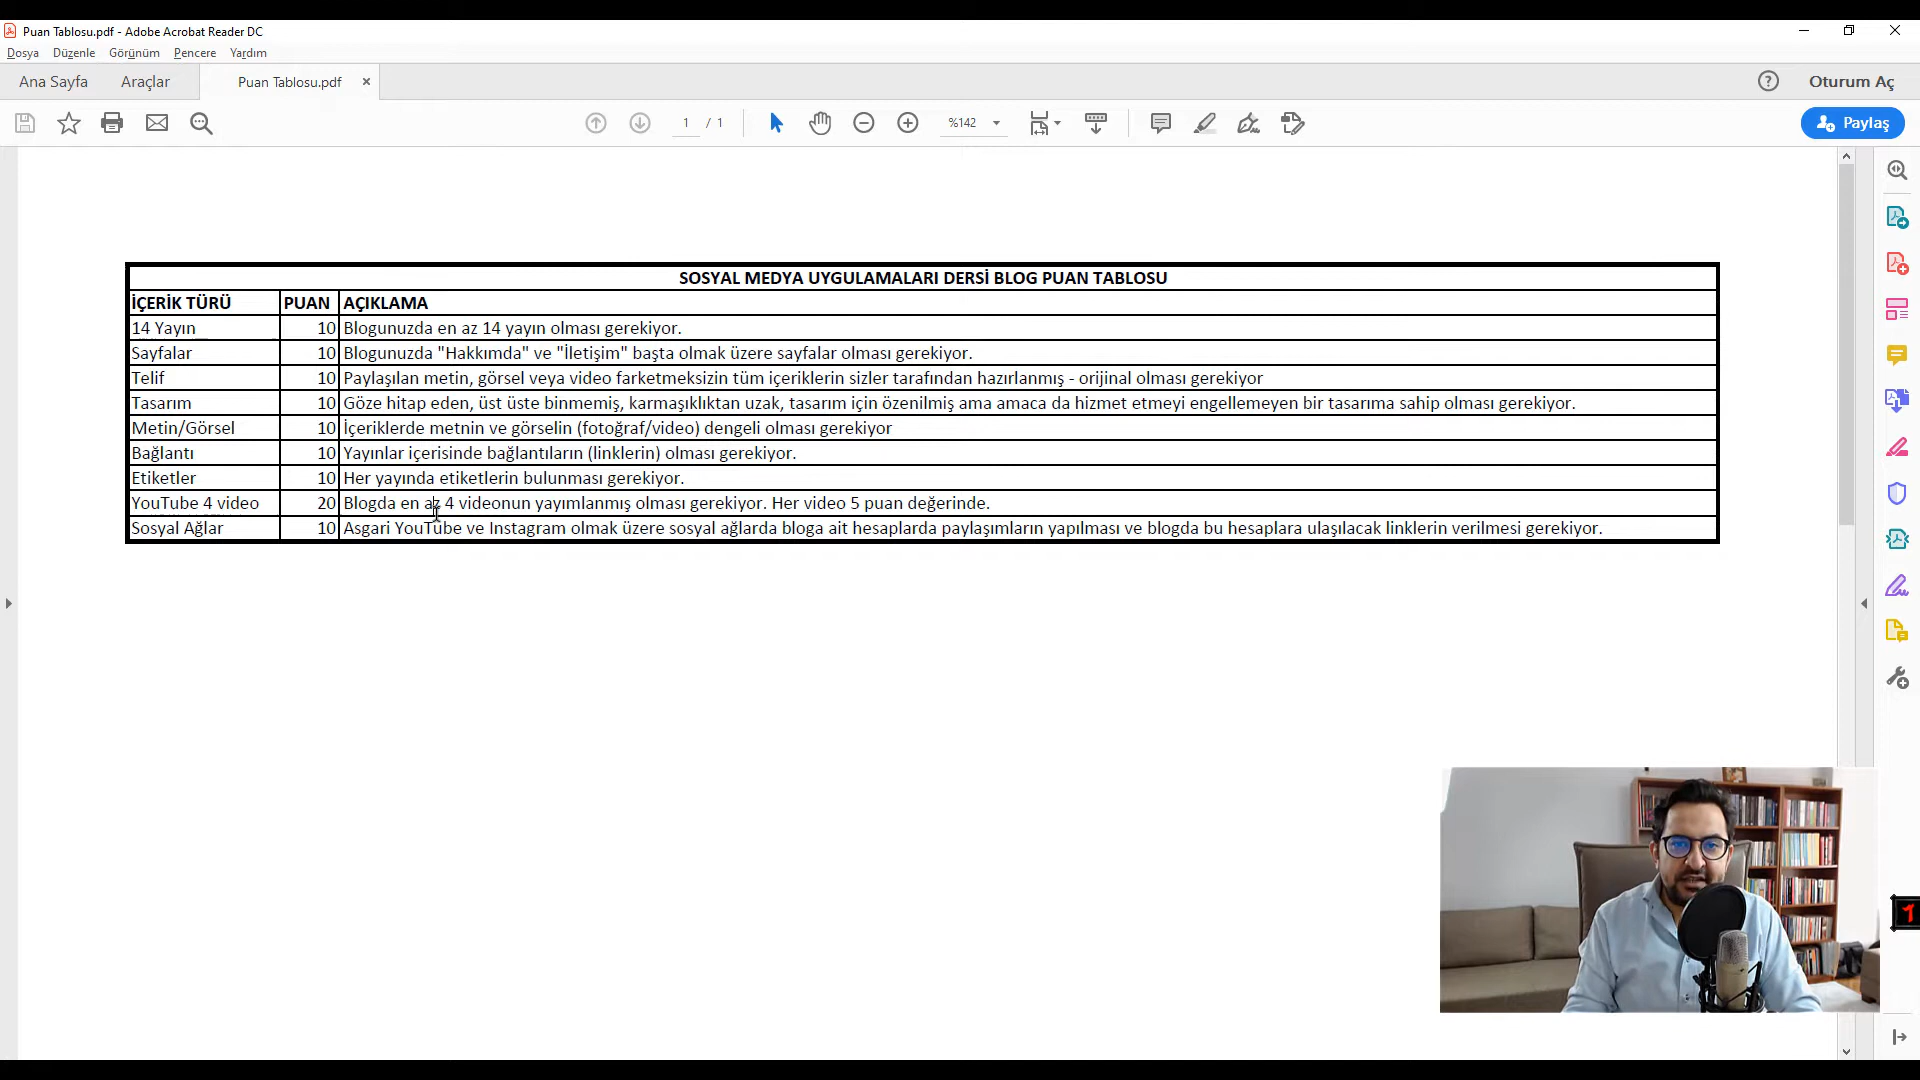 Puan Tablosu.pdf - Adobe Acrobat Reader DC
Dosya Düzenle Görünüm Pencere Yardım
Ana Sayfa Araçlar Puan Tablosu.pdf Oturum Aç
1 / 1 %142 Paylaş
SOSYAL MEDYA UYGULAMALARI DERSİ BLOG PUAN TABLOSU
İÇERİK TÜRÜ PUAN AÇIKLAMA
14 Yayın 10 Blogunuzda en az 14 yayın olması gerekiyor.
Sayfalar 10 Blogunuzda "Hakkımda" ve "İletişim" başta olmak üzere sayfalar olması gerekiyor.
Telif 10 Paylaşılan metin, görsel veya video farketmeksizin tüm içeriklerin sizler tarafından hazırlanmış - orijinal olması gerekiyor
Tasarım 10 Göze hitap eden, üst üste binmemiş, karmaşıklıktan uzak, tasarım için özenilmiş ama amaca da hizmet etmeyi engellemeyen bir tasarıma sahip olması gerekiyor.
Metin/Görsel 10 İçeriklerde metnin ve görselin (fotoğraf/video) dengeli olması gerekiyor
Bağlantı 10 Yayınlar içerisinde bağlantıların (linklerin) olması gerekiyor.
Etiketler 10 Her yayında etiketlerin bulunması gerekiyor.
YouTube 4 video 20 Blogda en az 4 videonun yayımlanmış olması gerekiyor. Her video 5 puan değerinde.
Sosyal Ağlar 10 Asgari YouTube ve Instagram olmak üzere sosyal ağlarda bloga ait hesaplarda paylaşımların yapılması ve blogda bu hesaplara ulaşılacak linklerin verilmesi gerekiyor.